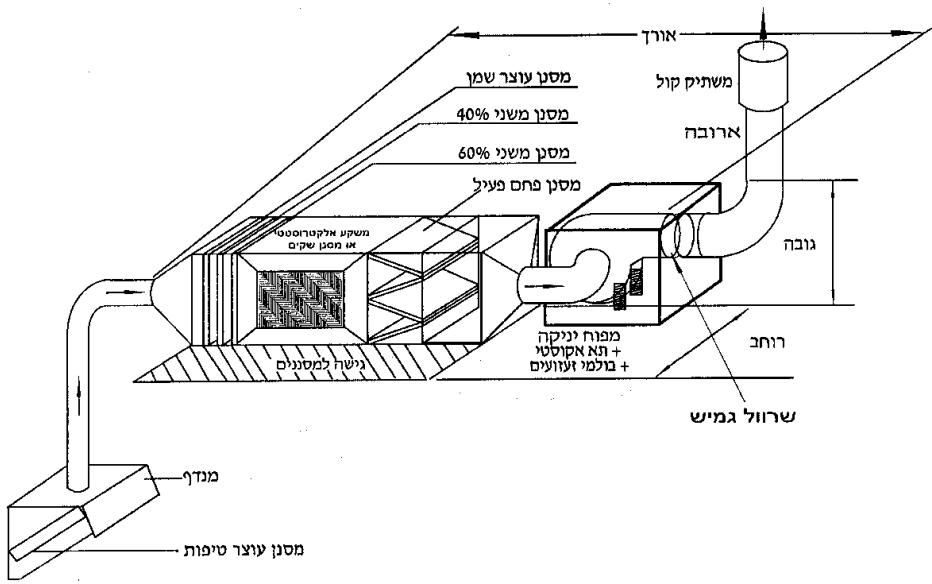 אורך
משתיק קול
ארובה
מסנן עוצר שמן
מסנן משני 40%
מסנן משני 60%
מסנן פחם פעיל
משקע אלקטרוסטטי
או מסנן שקים
גובה
רוחב
מפוח יניקה
+ תא אקוסטי
+ בולמי זעזועים
גישה למסננים
שרוול גמיש
מנדף
מסנן עוצר טיפות